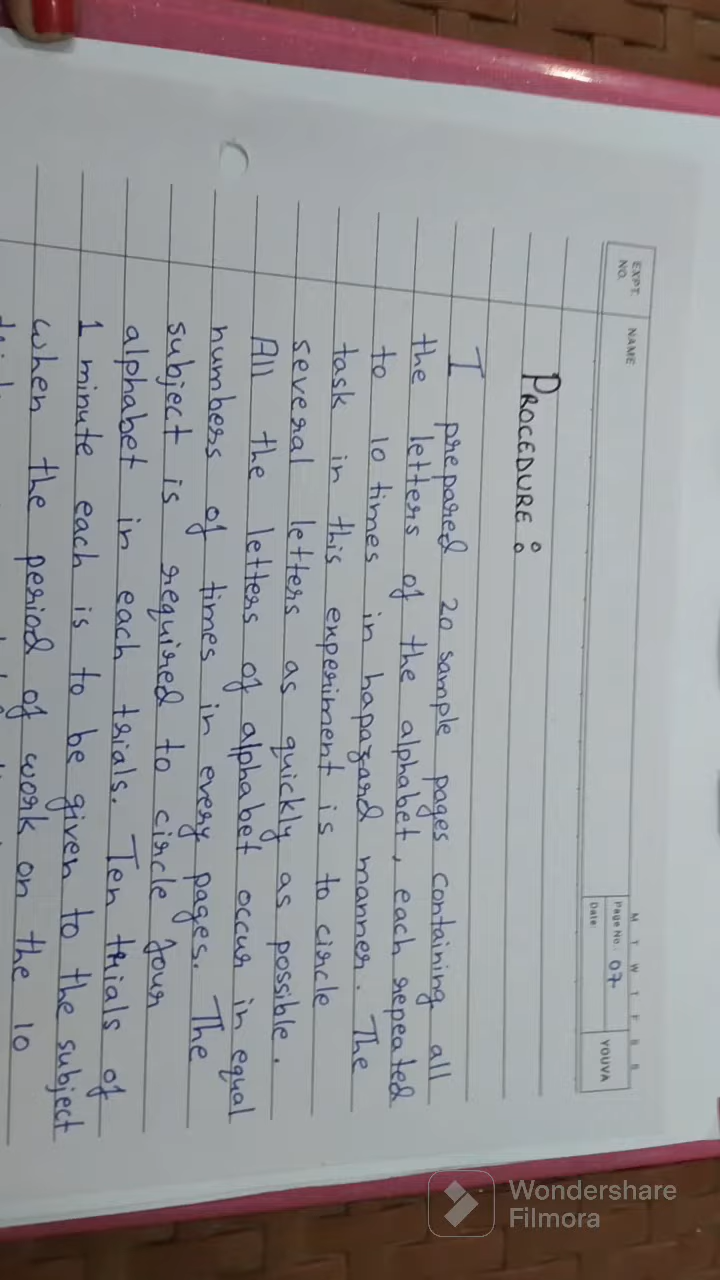 M T W T F S S
EXPT. NO.
NAME
Page No.: 07
Date:
YOUVA
PROCEDURE :
I prepared 20 sample pages containing all
the letters of the alphabet, each repeated
to 10 times in hapazard manner. The
task in this experiment is to circle
several letters as quickly as possible.
All the letters of alphabet occur in equal
numbers of times in every pages. The
subject is required to circle four
alphabet in each trials. Ten trials of
1 minute each is to be given to the subject
when the period of work on the 10
Wondershare
Filmora